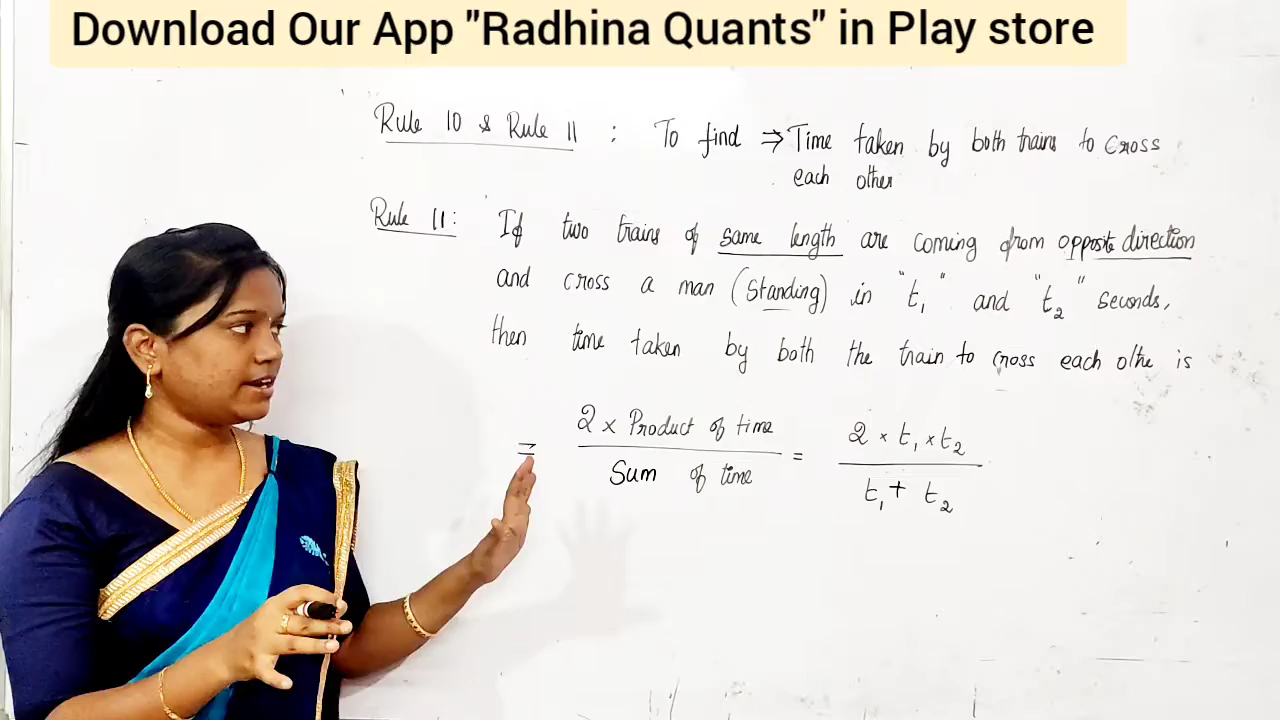 Download Our App "Radhina Quants" in Play store
Rule 10 & Rule 11 : To find ⇒ Time taken by both trains to cross
each other
Rule 11: If two trains of same length are coming from opposite direction
and cross a man (standing) in "t₁" and "t₂" seconds,
then time taken by both the train to cross each othe is
= 2 × Product of time / Sum of time = 2 × t₁ × t₂ / t₁ + t₂